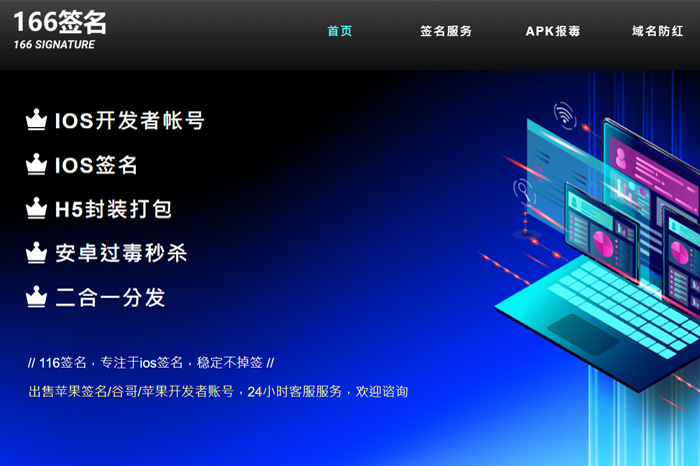 166签名
166 SIGNATURE
首页 签名服务 APK报毒 域名防红
IOS开发者帐号
IOS签名
H5封装打包
安卓过毒秒杀
二合一分发
// 116签名，专注于ios签名，稳定不掉签 //
出售苹果签名/谷哥/苹果开发者账号，24小时客服服务，欢迎谘询